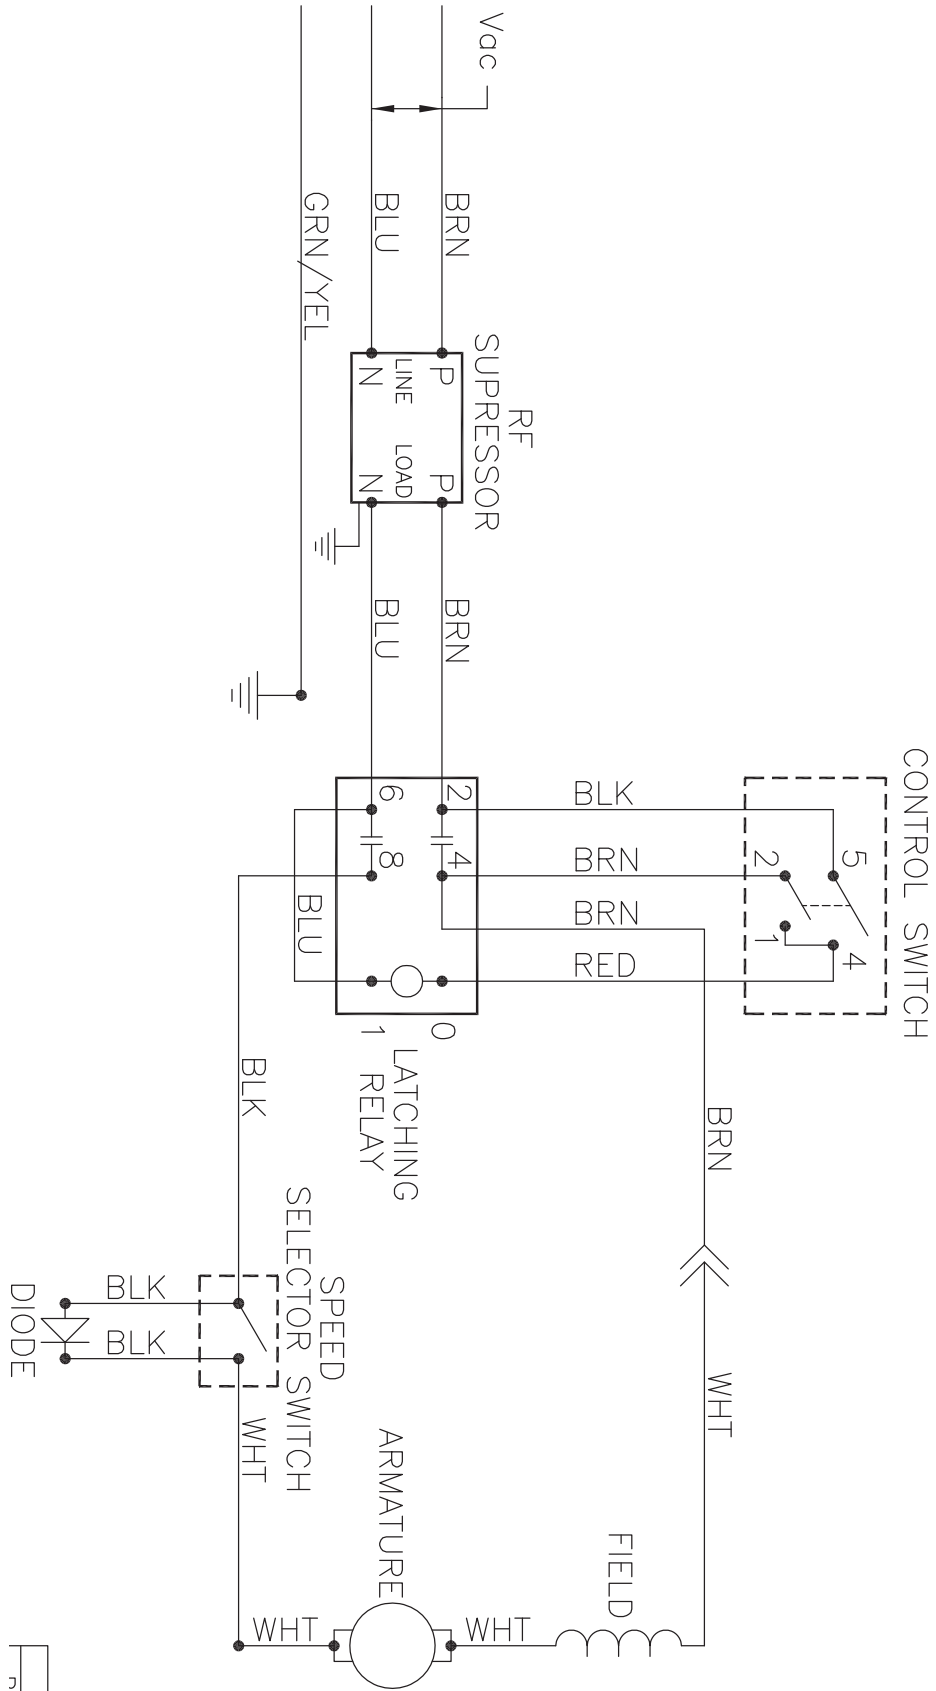 Vac
BRN
BLU
GRN/YEL
RF
SUPRESSOR
P
LINE
N
P
LOAD
N
BRN
BLU
CONTROL SWITCH
5
2
4
1
BLK
BRN
BRN
RED
2
6
4
8
BLU
0
1
LATCHING
RELAY
BLK
BRN
SPEED
SELECTOR SWITCH
BLK
BLK
DIODE
WHT
WHT
ARMATURE
FIELD
WHT
WHT